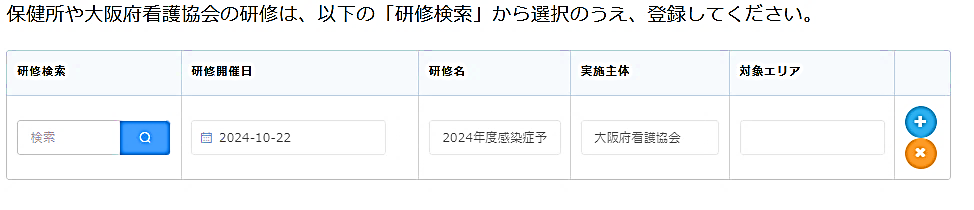 保健所や大阪府看護協会の研修は、以下の「研修検索」から選択のうえ、登録してください。
研修検索 研修開催日 研修名 実施主体 対象エリア
検索 2024-10-22 2024年度感染症予 大阪府看護協会